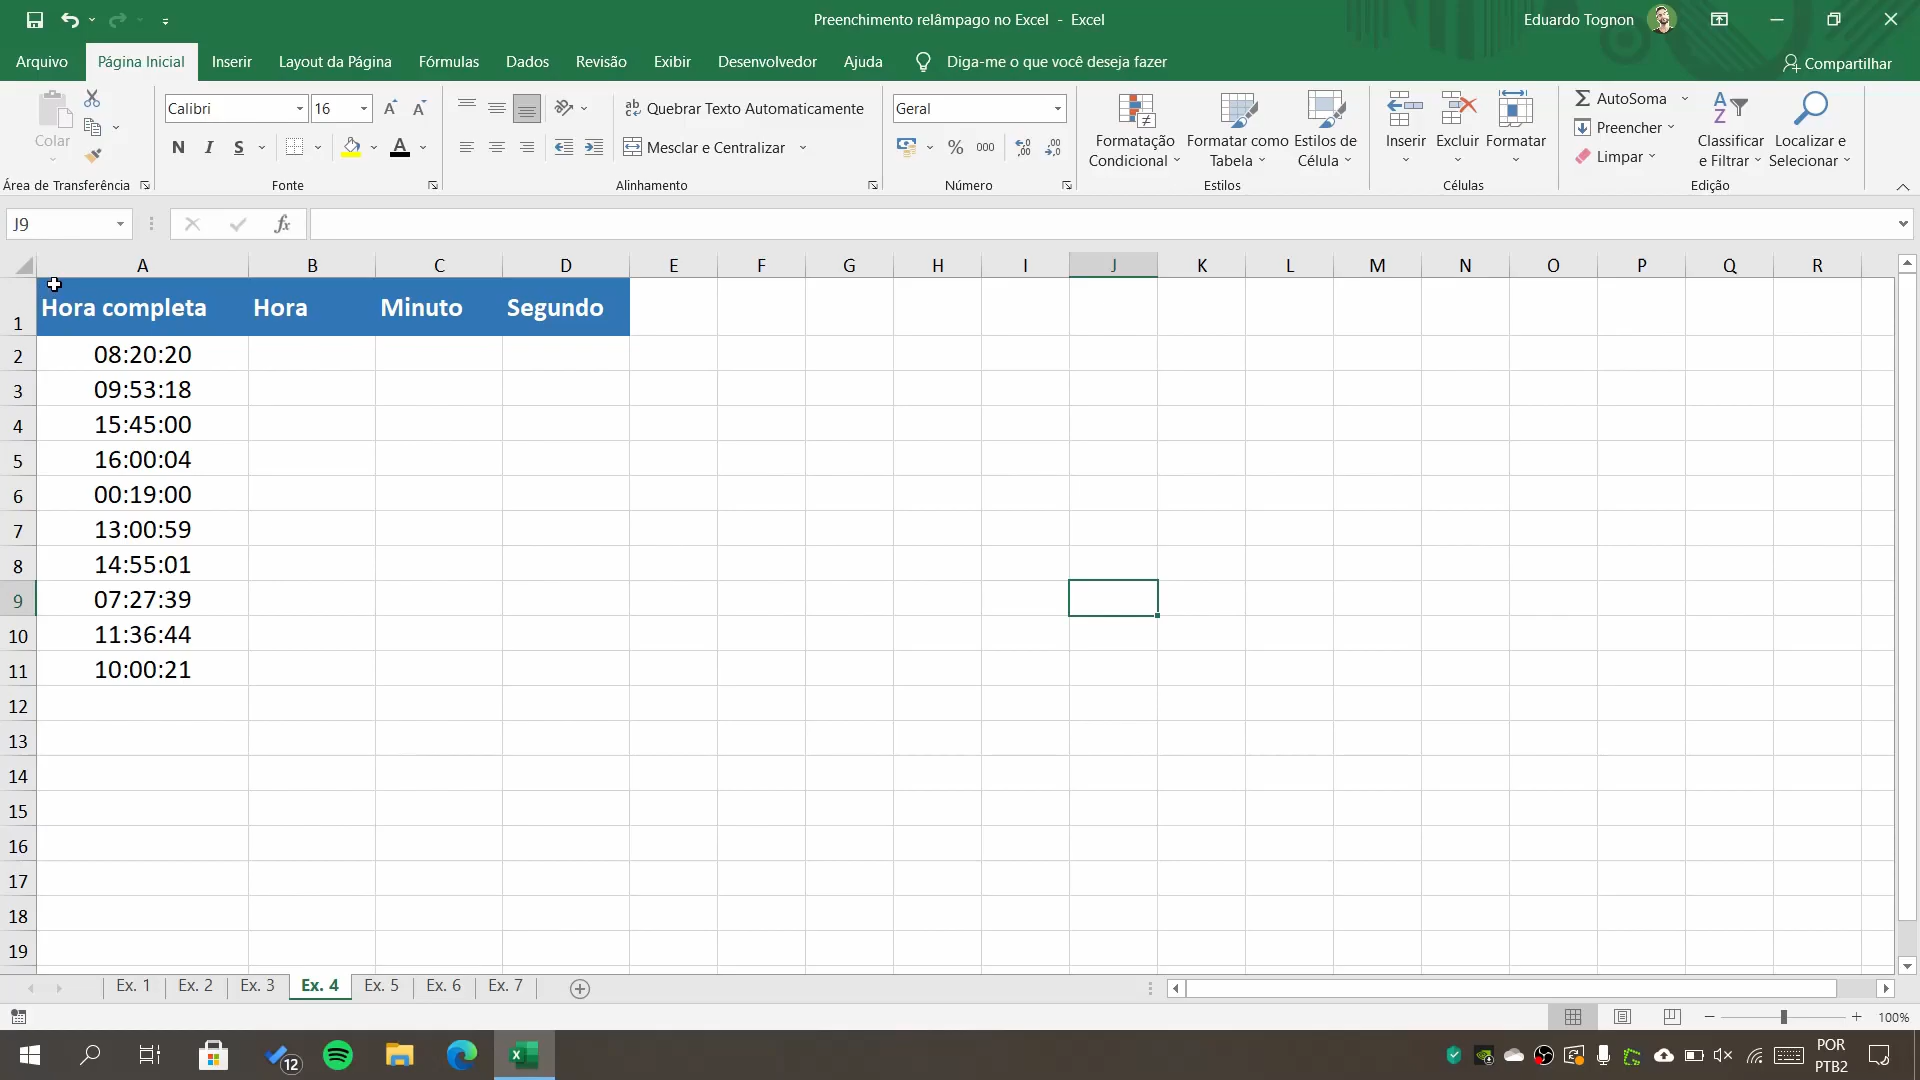 Preenchimento relâmpago no Excel - Excel
Eduardo Tognon
Arquivo Página Inicial Inserir Layout da Página Fórmulas Dados Revisão Exibir Desenvolvedor Ajuda Diga-me o que você deseja fazer Compartilhar
Colar
Área de Transferência
Calibri 16
N I S A
Fonte
Quebrar Texto Automaticamente
Mesclar e Centralizar
Alinhamento
Geral
% 000
Número
Formatação Condicional
Formatar como Tabela
Estilos de Célula
Estilos
Inserir
Excluir
Formatar
Células
AutoSoma
Preencher
Limpar
Classificar e Filtrar
Localizar e Selecionar
Edição
J9 fx
A B C D E F G H I J K L M N O P Q R
1 Hora completa Hora Minuto Segundo
2 08:20:20
3 09:53:18
4 15:45:00
5 16:00:04
6 00:19:00
7 13:00:59
8 14:55:01
9 07:27:39
10 11:36:44
11 10:00:21
12
13
14
15
16
17
18
19
Ex. 1 Ex. 2 Ex. 3 Ex. 4 Ex. 5 Ex. 6 Ex. 7
100%
12
POR
PTB2